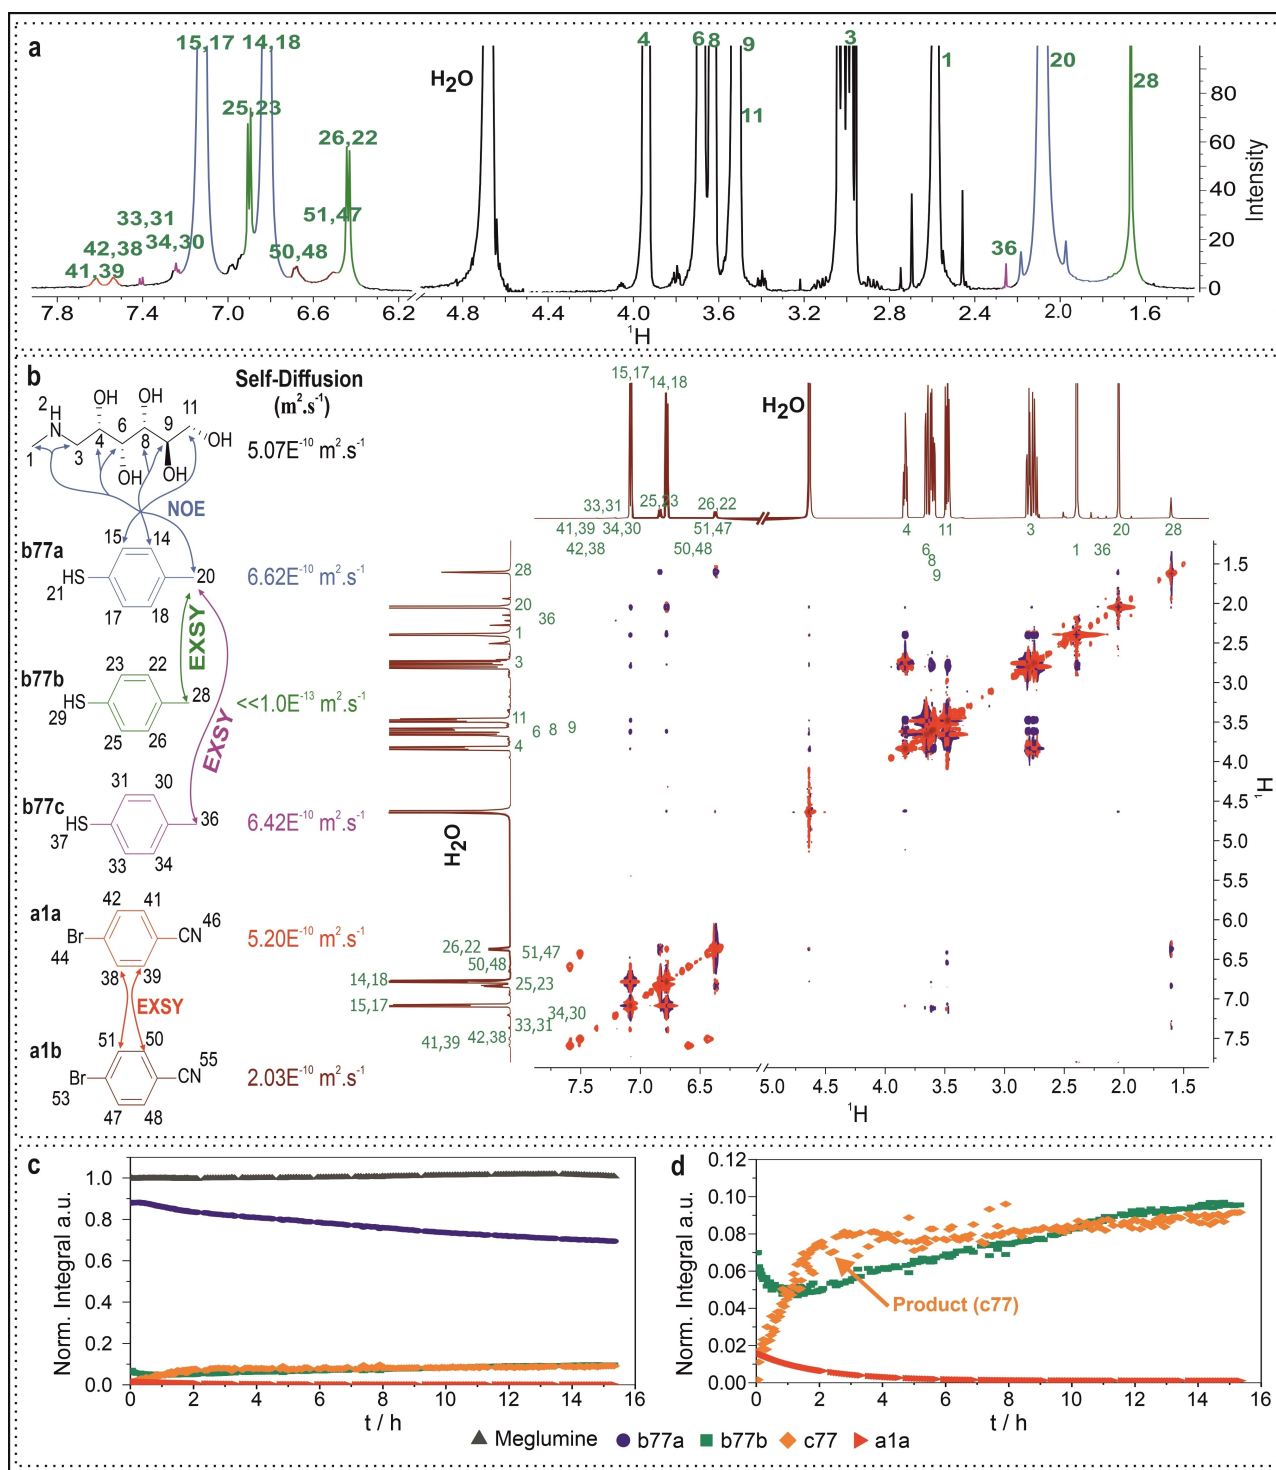 a
15,17 14,18
25,23
26,22
33,31
42,38 34,30
41,39
51,47
50,48
H₂O
4
6 8
9
11
3
1
36
20
28
80
60
40
20
0
Intensity
7.8 7.4 7.0 6.6 6.2 4.8 4.4 4.0 3.6 3.2 2.8 2.4 2.0 1.6
¹H
b
Self-Diffusion
(m².s⁻¹)
2 H
N
OH OH 11
6 9
4 8 OH
1 3
OH OH
5.07E⁻¹⁰ m².s⁻¹
NOE
15 14
b77a
HS 20
21
17 18
6.62E⁻¹⁰ m².s⁻¹
EXSY
23 22
b77b
HS 28
29
25 26
<<1.0E⁻¹³ m².s⁻¹
EXSY
31 30
b77c
HS 36
37
33 34
6.42E⁻¹⁰ m².s⁻¹
42 41
a1a
46
Br CN
44
38 39
5.20E⁻¹⁰ m².s⁻¹
EXSY
51 50
a1b
55
Br CN
53
47 48
2.03E⁻¹⁰ m².s⁻¹
15,17
14,18
H₂O
33,31 25,23 26,22
41,39 34,30 51,47
42,38 50,48
4 11 3 20 28
6 1 36
8
9
28
20
36
1
3
11
6 8 9
4
H₂O
26,22 51,47
50,48
14,18 25,23
15,17 34,30
33,31
41,39 42,38
1.5
2.0
2.5
3.0
3.5
4.0
4.5
5.0
5.5
6.0
6.5
7.0
7.5
¹H
7.5 7.0 6.5 5.0 4.5 4.0 3.5 3.0 2.5 2.0 1.5
¹H
c
Norm. Integral a.u.
1.0
0.8
0.6
0.4
0.2
0.0
0 2 4 6 8 10 12 14 16
t / h
d
Norm. Integral a.u.
0.12
0.10
0.08
0.06
0.04
0.02
0.00
Product (c77)
0 2 4 6 8 10 12 14 16
t / h
Meglumine b77a b77b c77 a1a